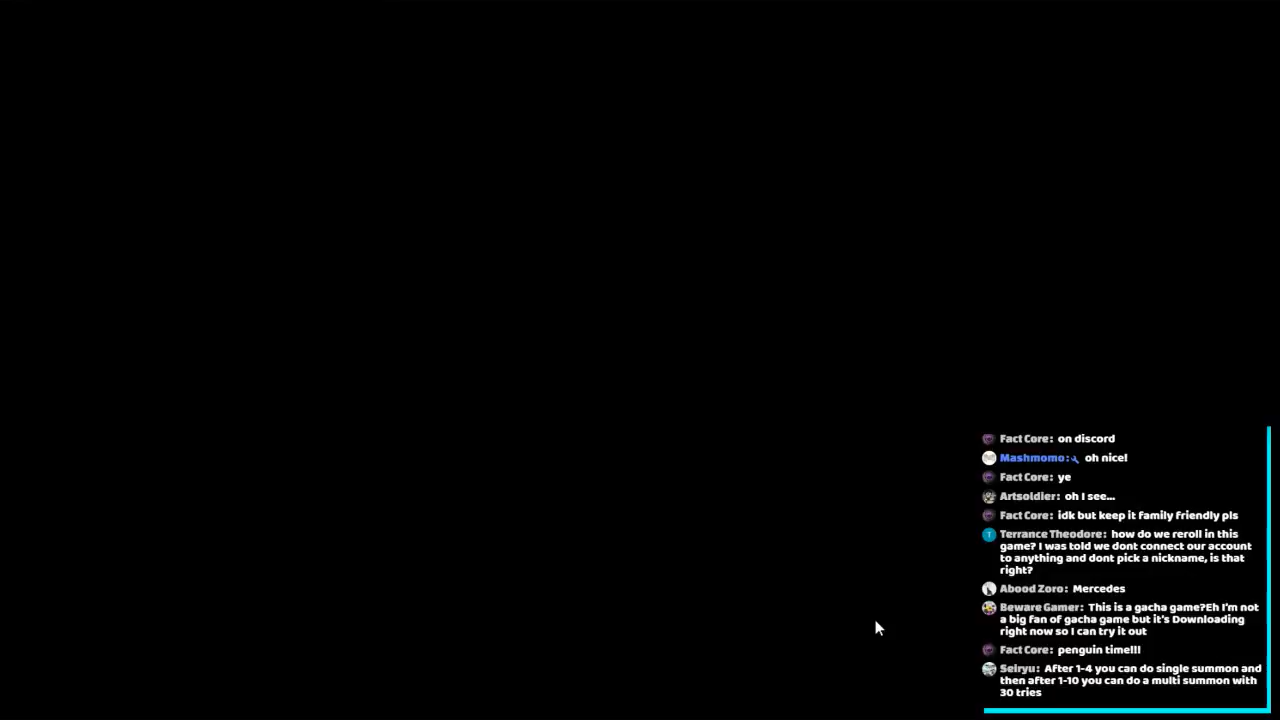 Fact Core: on discord
Mashmomo: oh nice!
Fact Core: ye
Artsoldier: oh I see...
Fact Core: idk but keep it family friendly pls
Terrance Theodore: how do we reroll in this
game? I was told we dont connect our account
to anything and dont pick a nickname, is that
right?
Abood Zoro: Mercedes
Beware Gamer: This is a gacha game?Eh I'm not
a big fan of gacha game but it's Downloading
right now so I can try it out
Fact Core: penguin time!!!
Seiryu: After 1-4 you can do single summon and
then after 1-10 you can do a multi summon with
30 tries